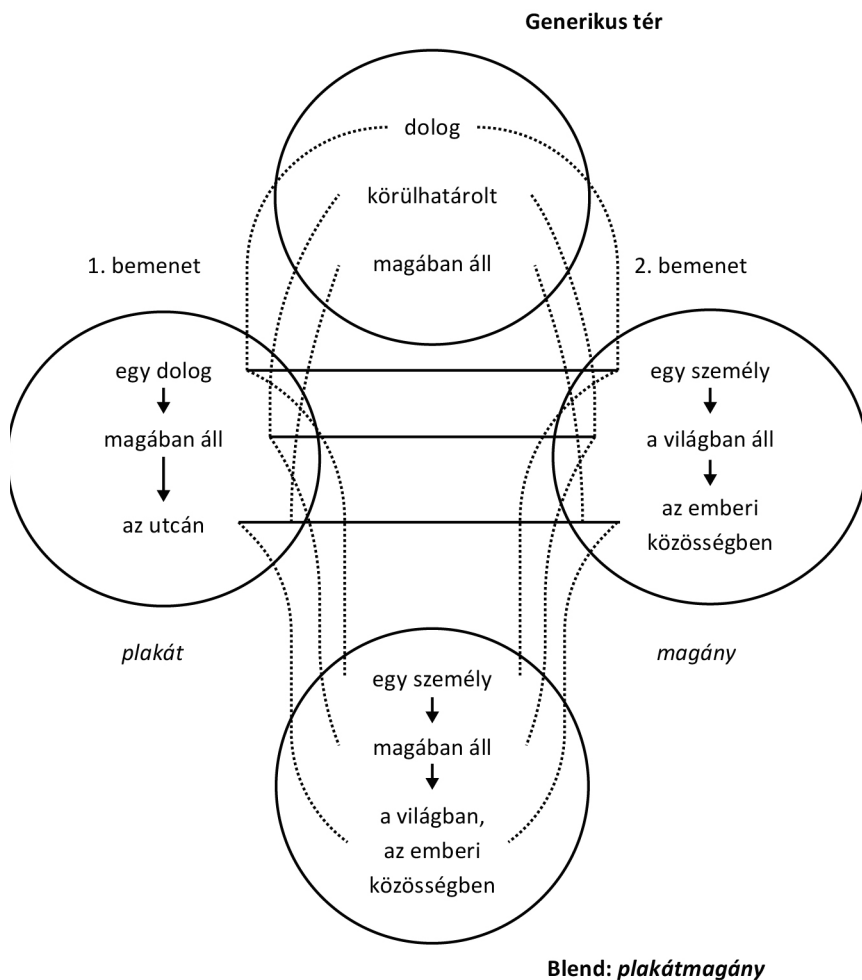 Generikus tér
dolog
körülhatárolt
magában áll
1. bemenet
2. bemenet
egy dolog
magában áll
az utcán
egy személy
a világban áll
az emberi
közösségben
plakát
magány
egy személy
magában áll
a világban,
az emberi
közösségben
Blend: plakátmagány